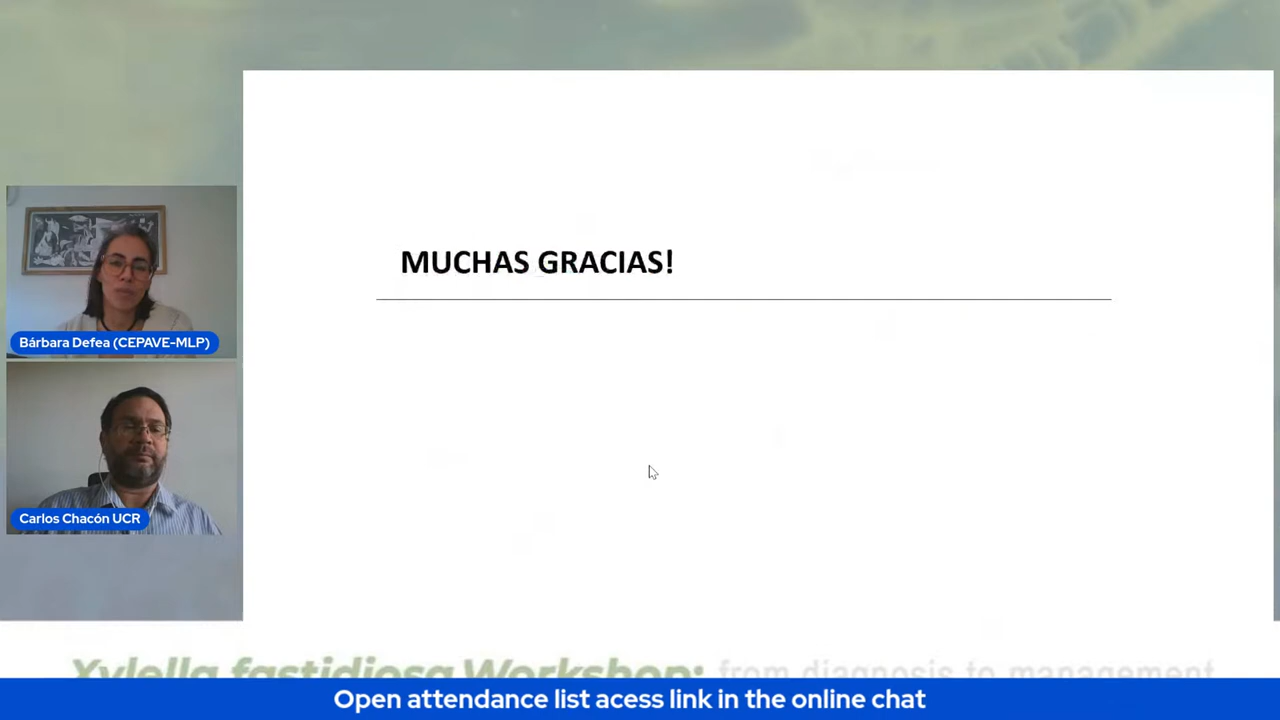 MUCHAS GRACIAS!
Bárbara Defea (CEPAVE-MLP)
Carlos Chacón UCR
Xylella fastidiosa Workshop: from diagnosis to management
Open attendance list acess link in the online chat